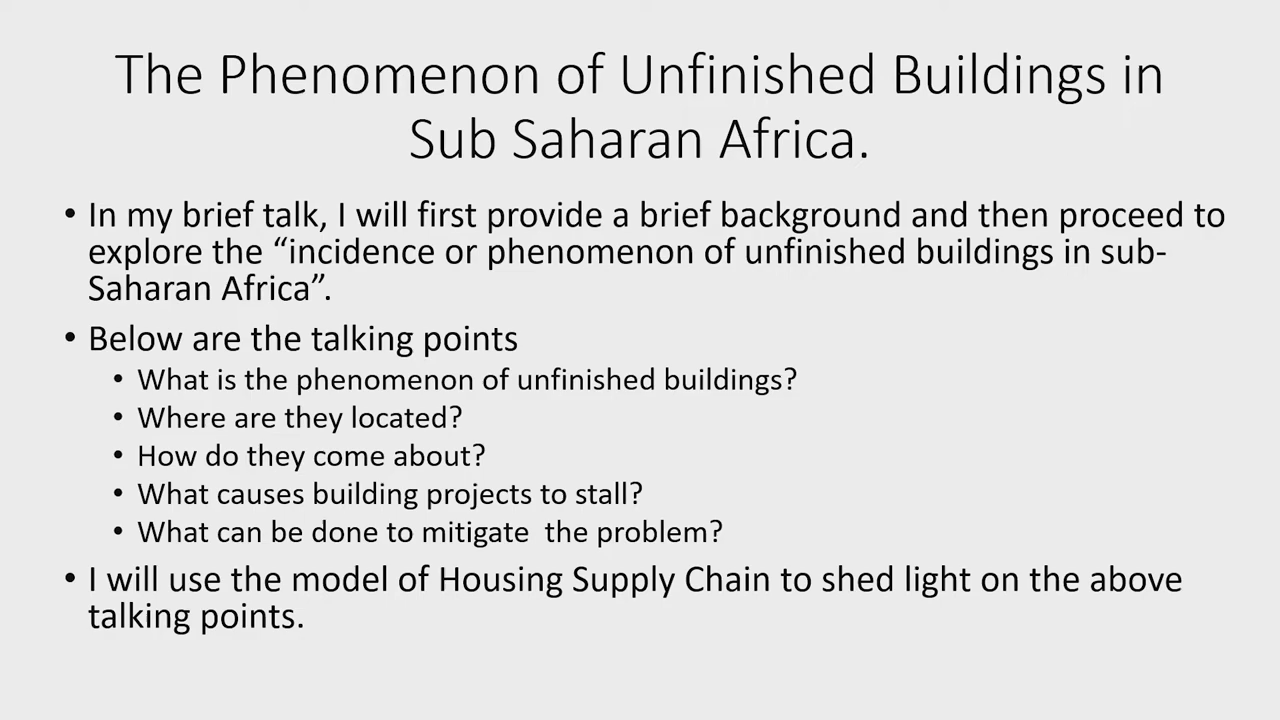 The Phenomenon of Unfinished Buildings in
Sub Saharan Africa.
• In my brief talk, I will first provide a brief background and then proceed to
explore the “incidence or phenomenon of unfinished buildings in sub-
Saharan Africa”.
• Below are the talking points
• What is the phenomenon of unfinished buildings?
• Where are they located?
• How do they come about?
• What causes building projects to stall?
• What can be done to mitigate  the problem?
• I will use the model of Housing Supply Chain to shed light on the above
talking points.